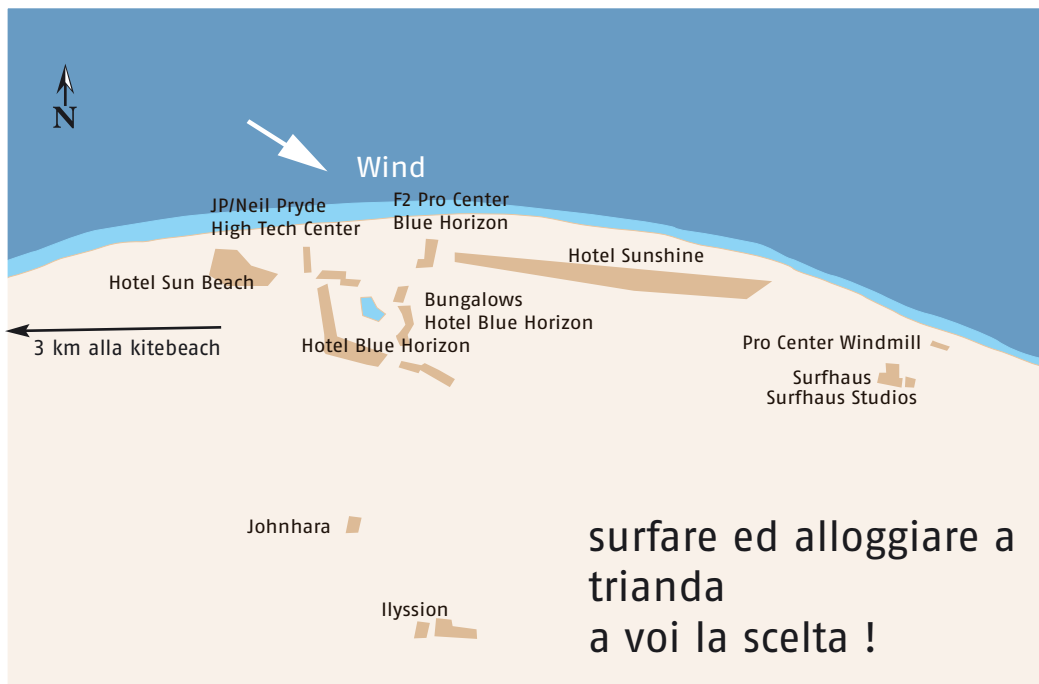 N
Wind
JP/Neil Pryde
High Tech Center
F2 Pro Center
Blue Horizon
Hotel Sunshine
Hotel Sun Beach
Bungalows
Hotel Blue Horizon
3 km alla kitebeach
Hotel Blue Horizon
Pro Center Windmill
Surfhaus
Surfhaus Studios
Johnhara
Ilyssion
surfare ed alloggiare a
trianda
a voi la scelta !